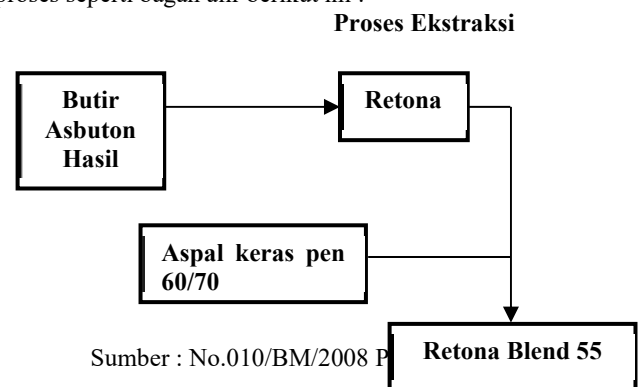 proses seperti bagan alir berikut ini :
Proses Ekstraksi
Butir
Asbuton
Hasil
Retona
Aspal keras pen
60/70
Sumber : No.010/BM/2008 P
Retona Blend 55